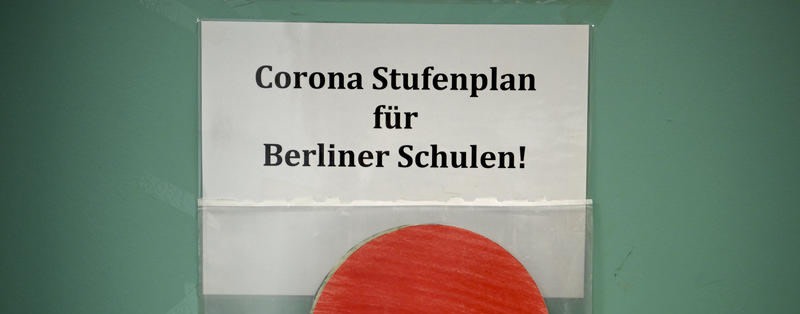 Corona Stufenplan
für
Berliner Schulen!